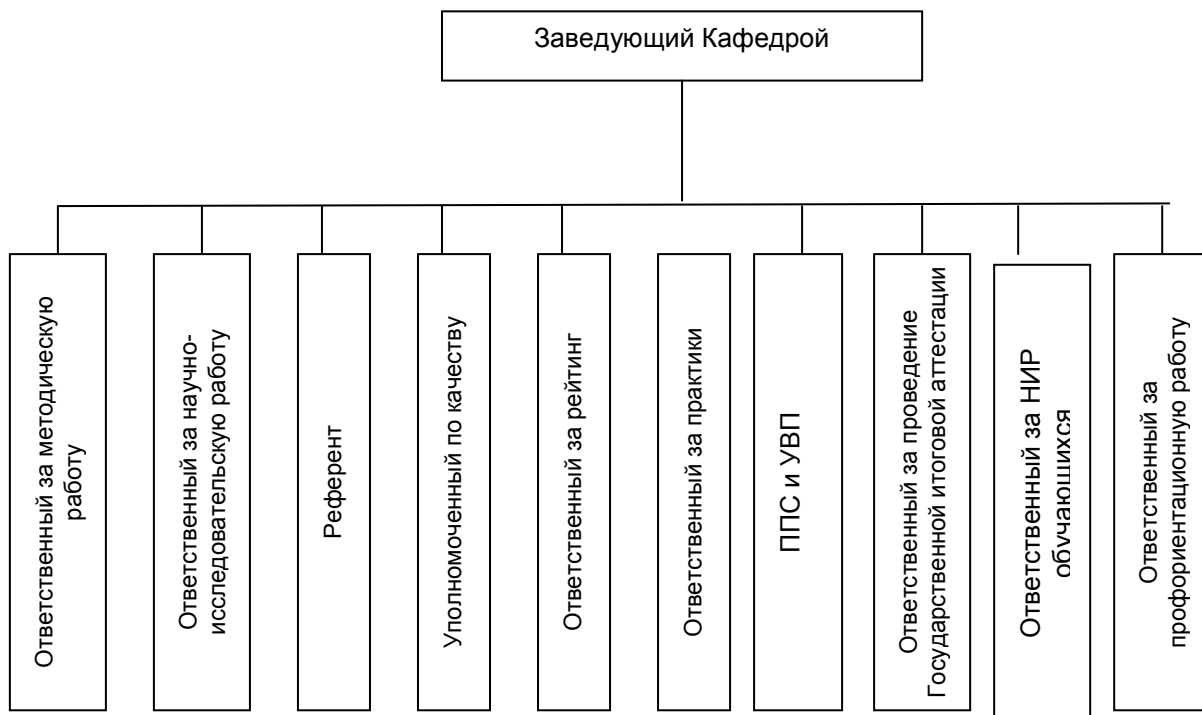 Заведующий Кафедрой
Ответственный за методическую
работу
Ответственный за научно-
исследовательскую работу
Референт
Уполномоченный по качеству
Ответственный за рейтинг
Ответственный за практики
ППС и УВП
Ответственный за проведение
Государственной итоговой аттестации
Ответственный за НИР
обучающихся
Ответственный за
профориентационную работу